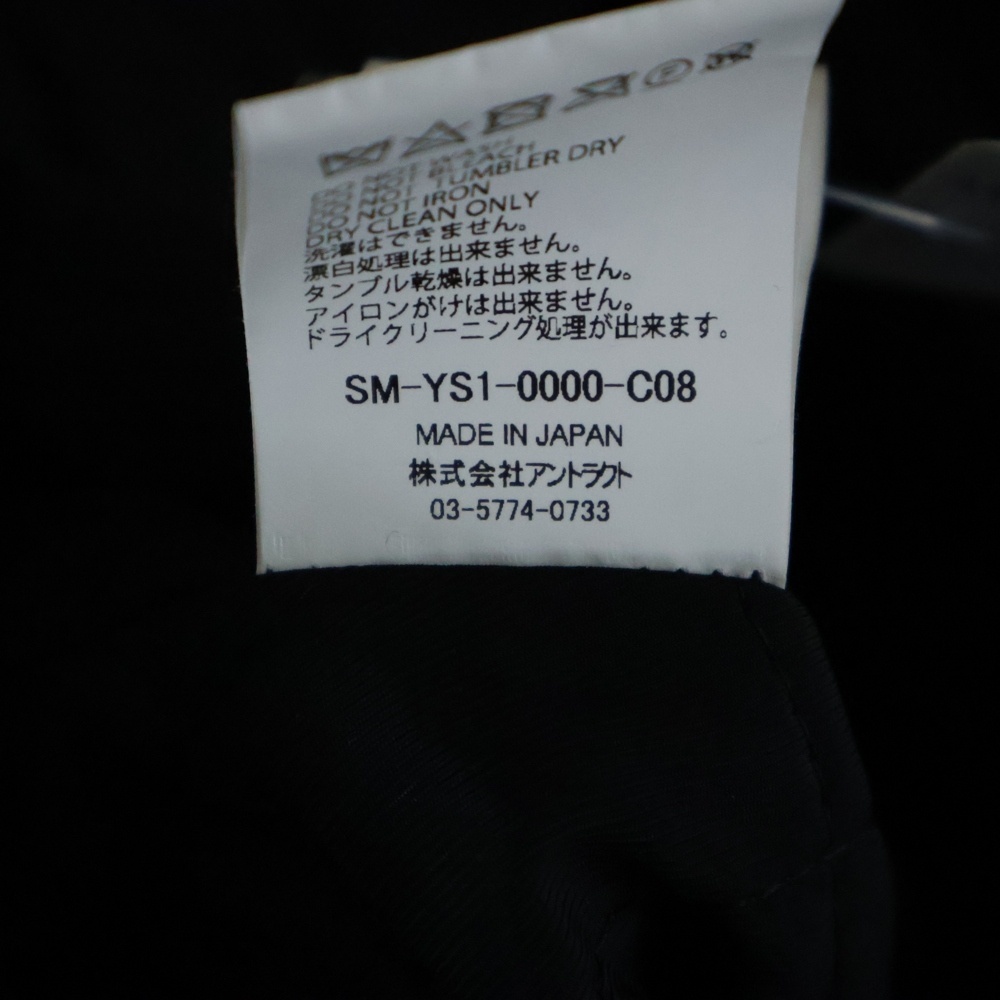 DO NOT WASH
DO NOT BLEACH
DO NOT TUMBLER DRY
DO NOT IRON
DRY CLEAN ONLY
洗濯はできません。
漂白処理は出来ません。
タンブル乾燥は出来ません。
アイロンがけは出来ません。
ドライクリーニング処理が出来ます。
SM-YS1-0000-C08
MADE IN JAPAN
株式会社アントラクト
03-5774-0733